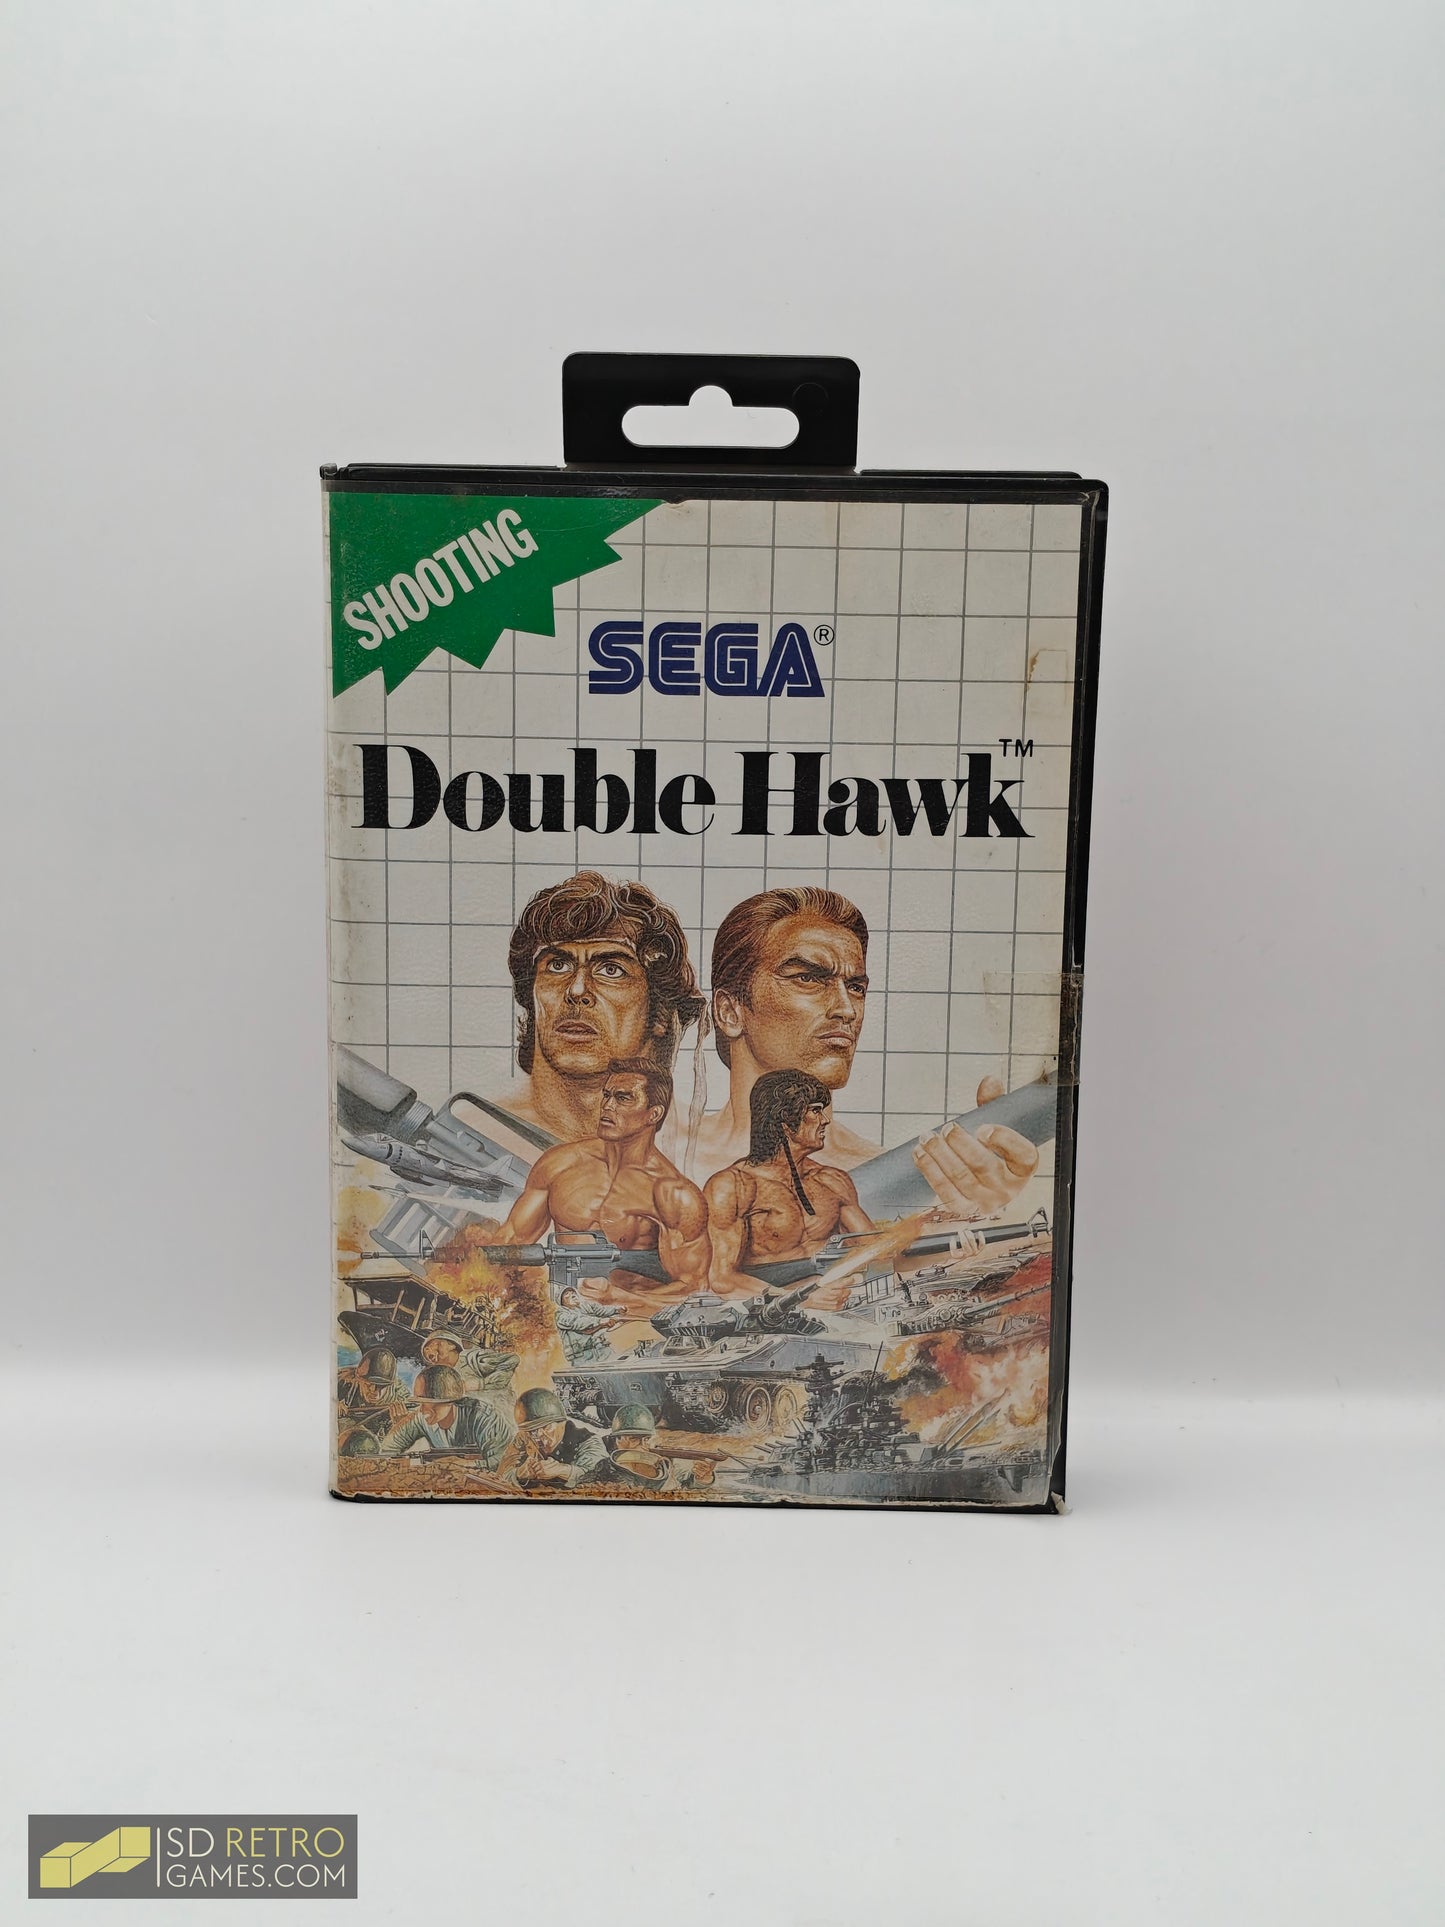 SHOOTING
SEGA®
Double Hawk™
SD RETRO
GAMES.COM